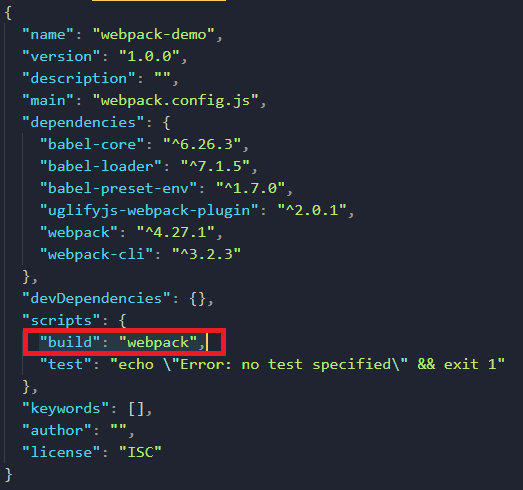 {
"name": "webpack-demo",
"version": "1.0.0",
"description": "",
"main": "webpack.config.js",
"dependencies": {
"babel-core": "^6.26.3",
"babel-loader": "^7.1.5",
"babel-preset-env": "^1.7.0",
"uglifyjs-webpack-plugin": "^2.0.1",
"webpack": "^4.27.1",
"webpack-cli": "^3.2.3"
},
"devDependencies": {},
"scripts": {
"build": "webpack",
"test": "echo \"Error: no test specified\" && exit 1"
},
"keywords": [],
"author": "",
"license": "ISC"
}